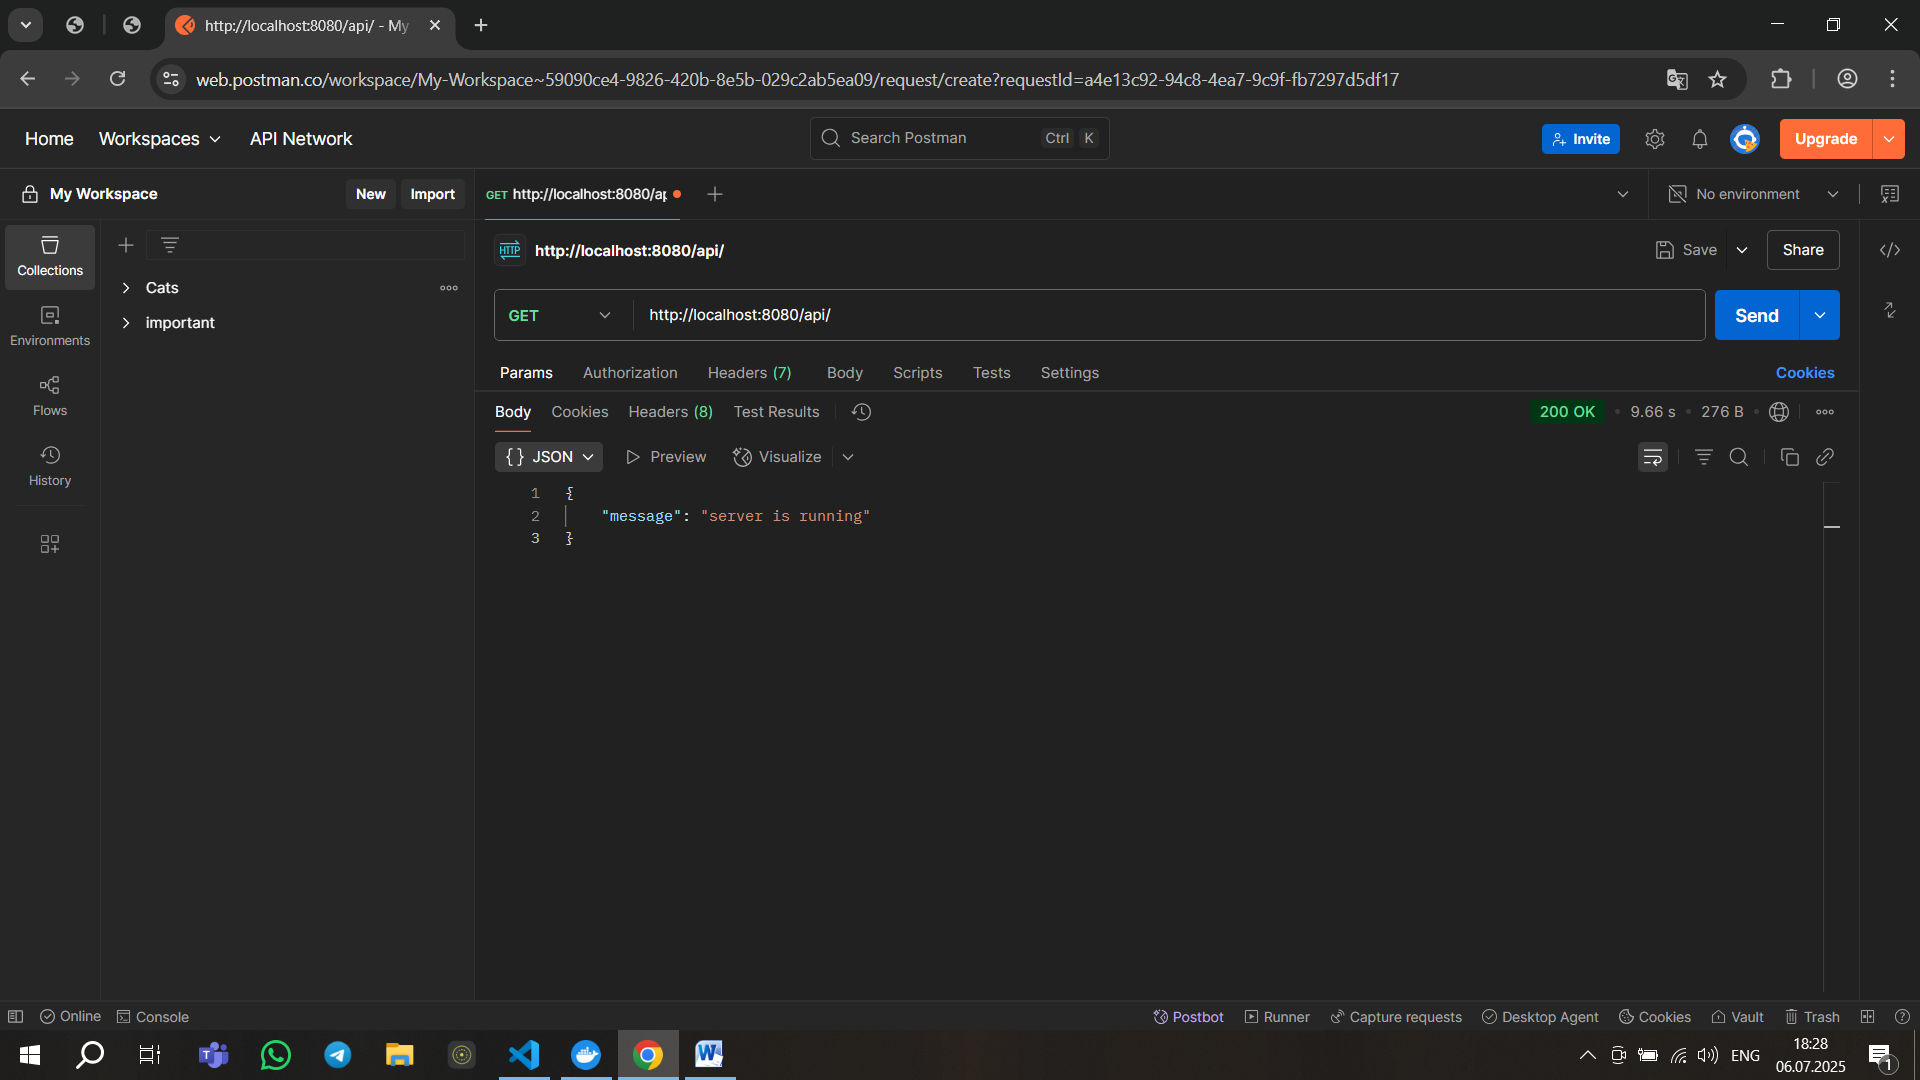 http://localhost:8080/api/ - My
web.postman.co/workspace/My-Workspace~59090ce4-9826-420b-8e5b-029c2ab5ea09/request/create?requestId=a4e13c92-94c8-4ea7-9c9f-fb7297d5df17
Home Workspaces API Network Search Postman Ctrl K Invite Upgrade
My Workspace New Import GET http://localhost:8080/ap No environment
Collections
Environments
Flows
History
Cats
important
HTTP http://localhost:8080/api/ Save Share
GET http://localhost:8080/api/ Send
Params Authorization Headers (7) Body Scripts Tests Settings Cookies
Body Cookies Headers (8) Test Results 200 OK • 9.66 s • 276 B •
{} JSON Preview Visualize
1 {
2 "message": "server is running"
3 }
Online Console Postbot Runner Capture requests Desktop Agent Cookies Vault Trash
ENG
18:28
06.07.2025
1